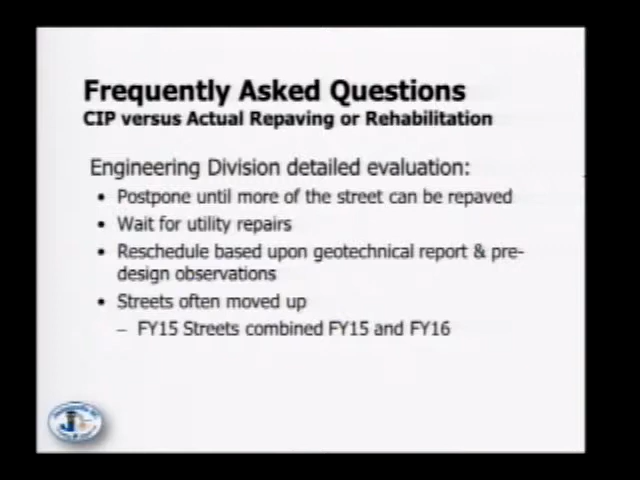 Frequently Asked Questions
CIP versus Actual Repaving or Rehabilitation
Engineering Division detailed evaluation:
• Postpone until more of the street can be repaved
• Wait for utility repairs
• Reschedule based upon geotechnical report & pre-
design observations
• Streets often moved up
– FY15 Streets combined FY15 and FY16